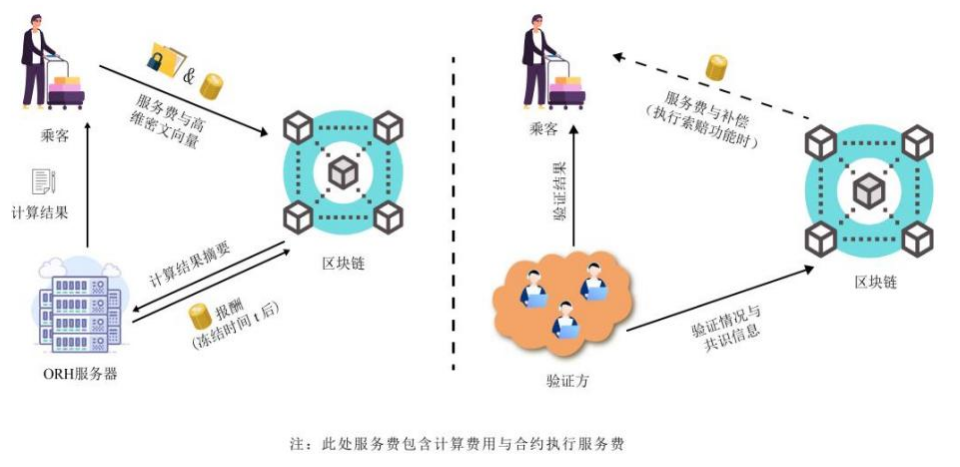 &
服务费与高
维密文向量
乘客
计算结果
区块链
计算结果摘要
报酬
(冻结时间 t 后)
ORH服务器
乘客
服务费与补偿
(执行索赔功能时)
验证结果
区块链
验证情况与
共识信息
验证方
注：此处服务费包含计算费用与合约执行服务费